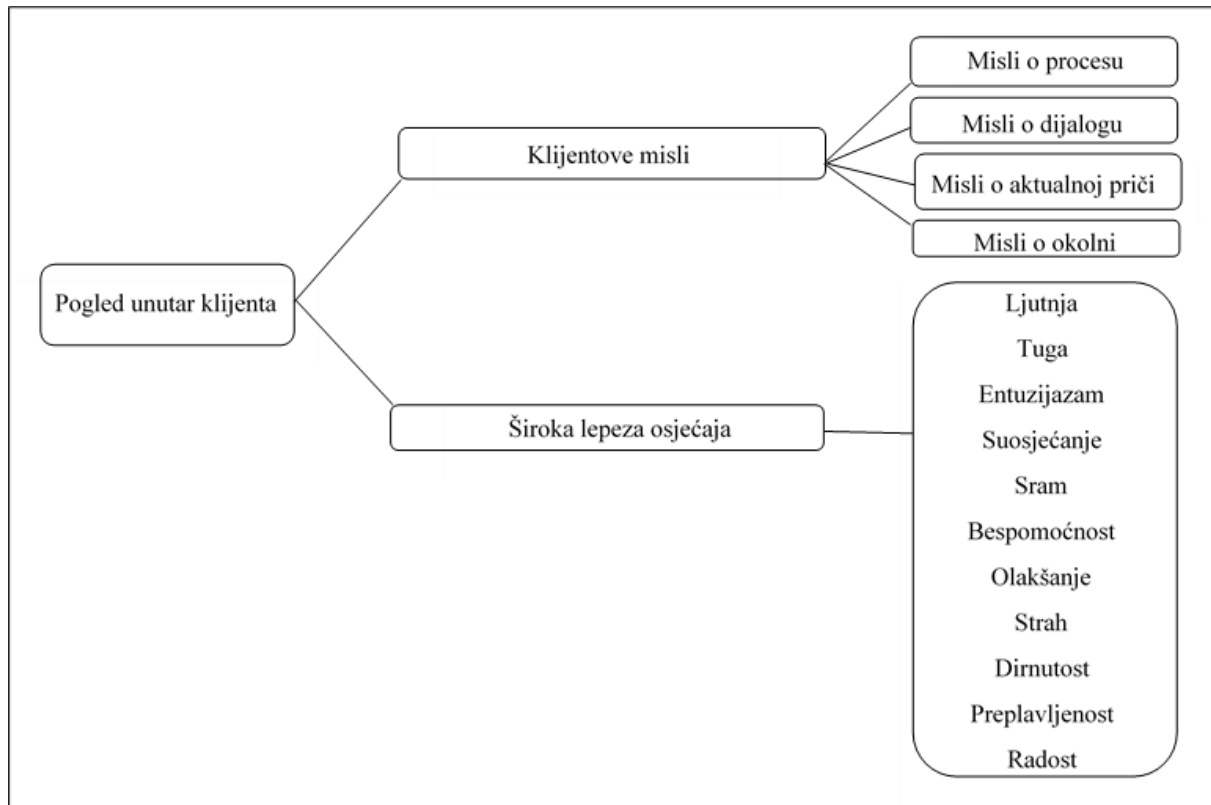 Pogled unutar klijenta
Klijentove misli
Misli o procesu
Misli o dijalogu
Misli o aktualnoj priči
Misli o okolni
Široka lepeza osjećaja
Ljutnja
Tuga
Entuzijazam
Suosjećanje
Sram
Bespomoćnost
Olakšanje
Strah
Dirnutost
Preplavljenost
Radost